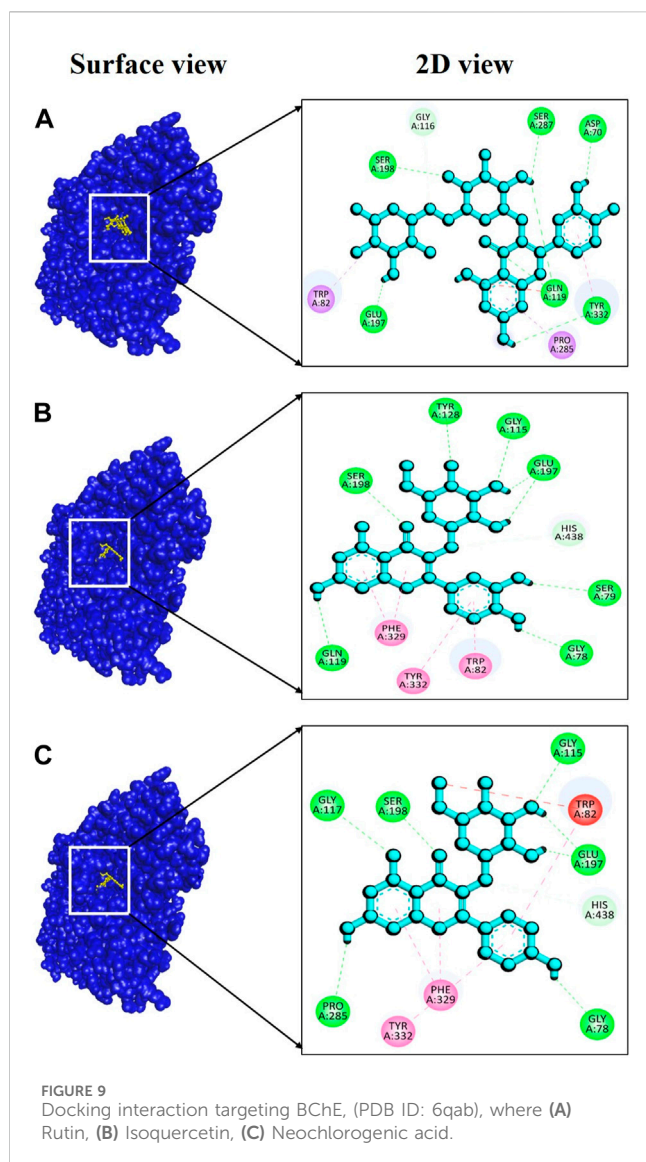 Surface view
2D view
A
GLY
A:116
SER
A:287
ASP
A:70
SER
A:198
TRP
A:82
GLU
A:197
GLN
A:119
TYR
A:332
PRO
A:285
B
TYR
A:128
GLY
A:115
GLU
A:197
SER
A:198
HIS
A:438
SER
A:79
PHE
A:329
GLY
A:78
GLN
A:119
TYR
A:332
TRP
A:82
C
GLY
A:115
GLY
A:117
SER
A:198
TRP
A:82
GLU
A:197
HIS
A:438
PRO
A:285
PHE
A:329
TYR
A:332
GLY
A:78
FIGURE 9
Docking interaction targeting BChE, (PDB ID: 6qab), where (A)
Rutin, (B) Isoquercetin, (C) Neochlorogenic acid.